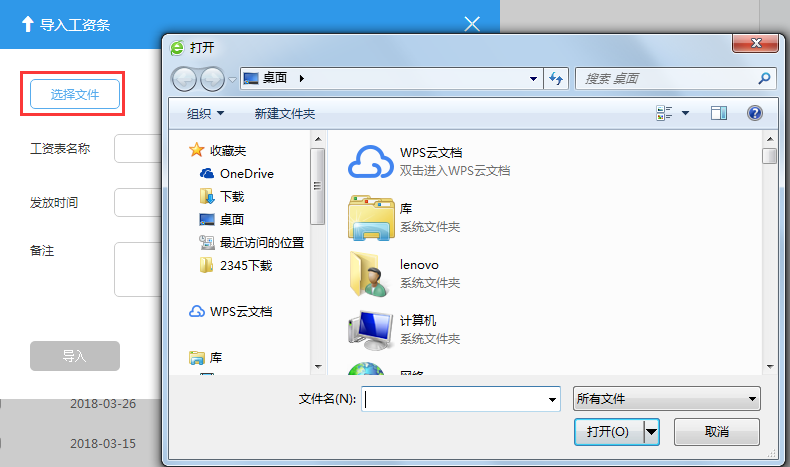 导入工资条
选择文件
工资表名称
发放时间
备注
导入
2018-03-26
2018-03-15
打开
桌面
搜索 桌面
组织
新建文件夹
收藏夹
OneDrive
下载
桌面
最近访问的位置
2345下载
WPS云文档
库
WPS云文档
双击进入WPS云文档
库
系统文件夹
lenovo
系统文件夹
计算机
系统文件夹
文件名(N):
所有文件
打开(O)
取消